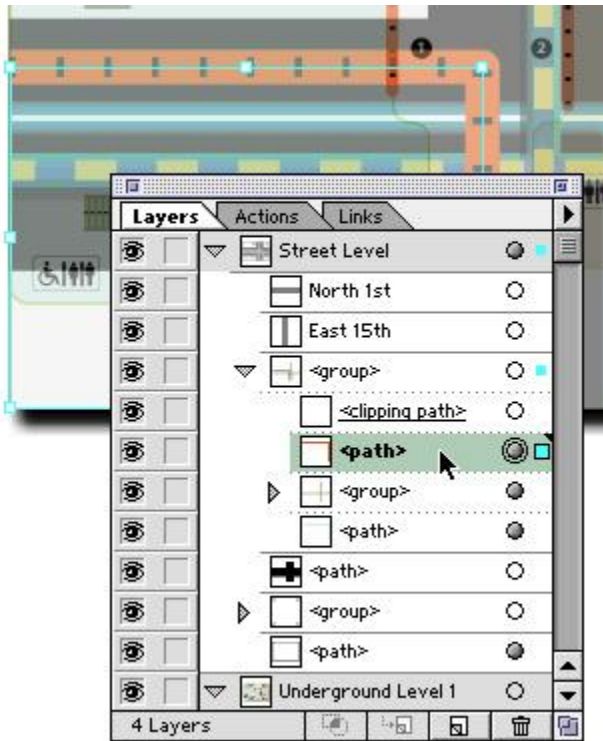 1
2
Layers Actions Links
Street Level
North 1st
East 15th
<group>
<clipping path>
<path>
<group>
<path>
<path>
<group>
<path>
Underground Level 1
4 Layers